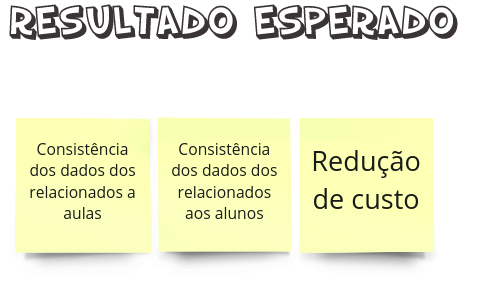 RESULTADO ESPERADO
Consistência
dos dados dos
relacionados a
aulas
Consistência
dos dados dos
relacionados
aos alunos
Redução
de custo